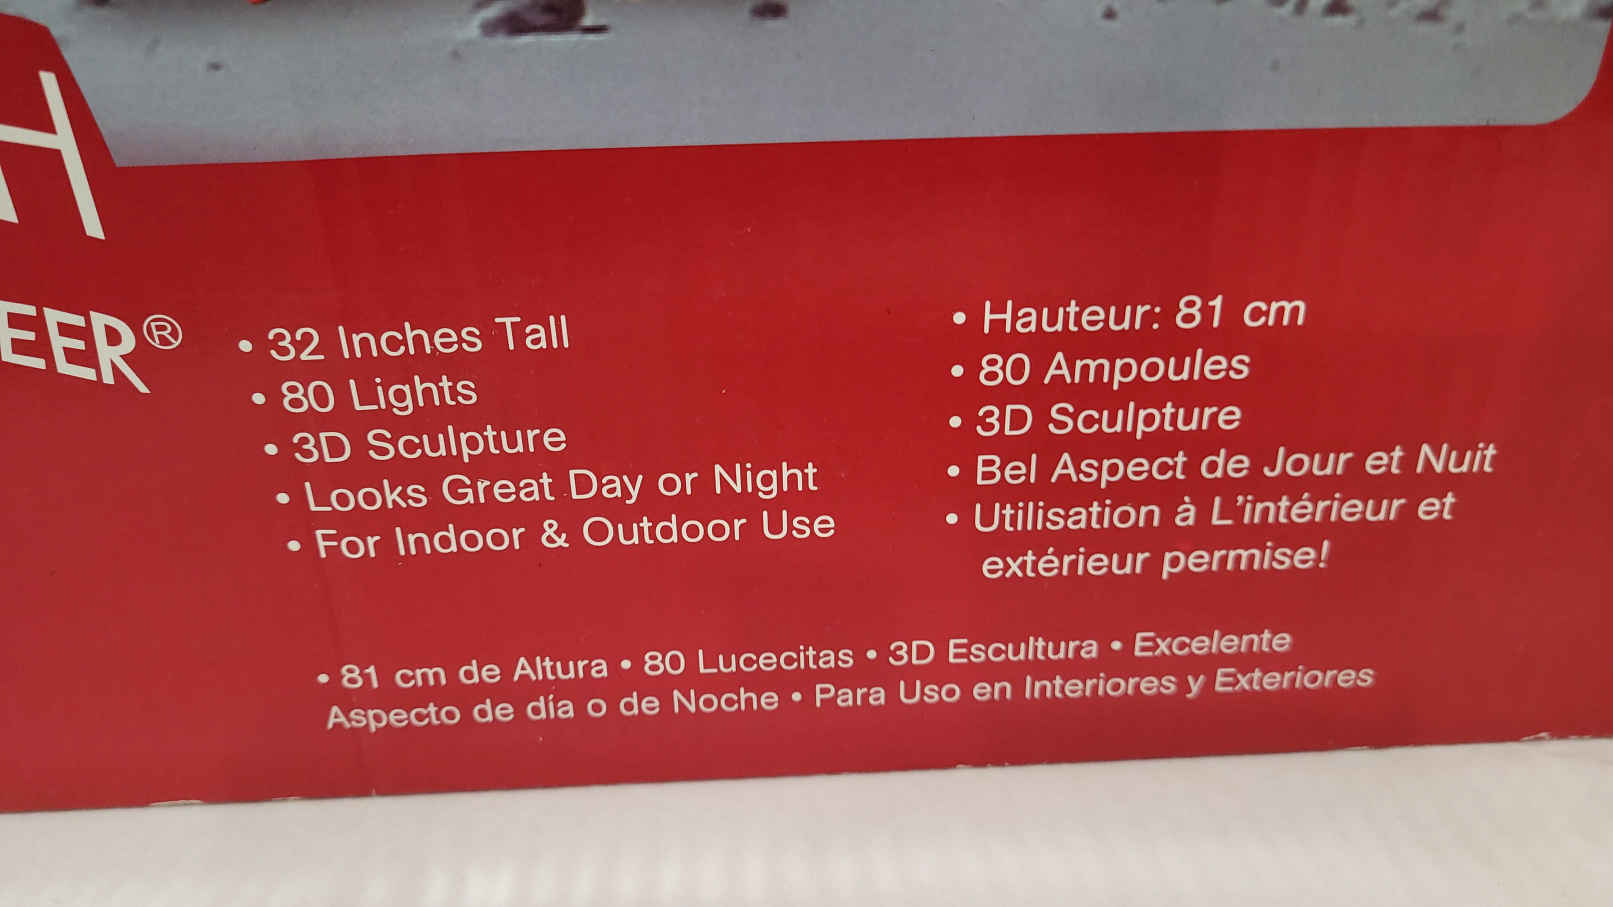 H
EER®
• 32 Inches Tall
• 80 Lights
• 3D Sculpture
• Looks Great Day or Night
• For Indoor & Outdoor Use
• Hauteur: 81 cm
• 80 Ampoules
• 3D Sculpture
• Bel Aspect de Jour et Nuit
• Utilisation à L'intérieur et
extérieur permise!
• 81 cm de Altura • 80 Lucecitas • 3D Escultura • Excelente
Aspecto de día o de Noche • Para Uso en Interiores y Exteriores